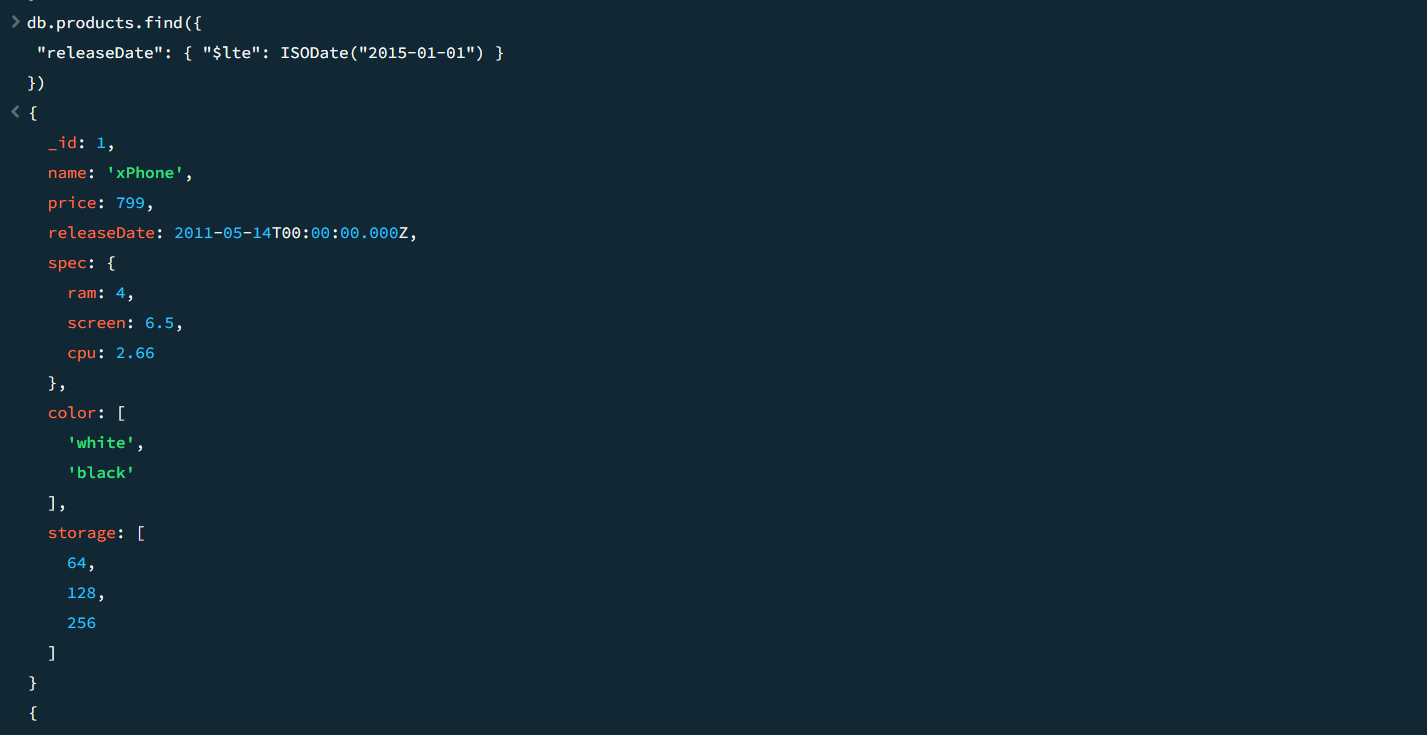 > db.products.find({
"releaseDate": { "$lte": ISODate("2015-01-01") }
})
< {
_id: 1,
name: 'xPhone',
price: 799,
releaseDate: 2011-05-14T00:00:00.000Z,
spec: {
ram: 4,
screen: 6.5,
cpu: 2.66
},
color: [
'white',
'black'
],
storage: [
64,
128,
256
]
}
{